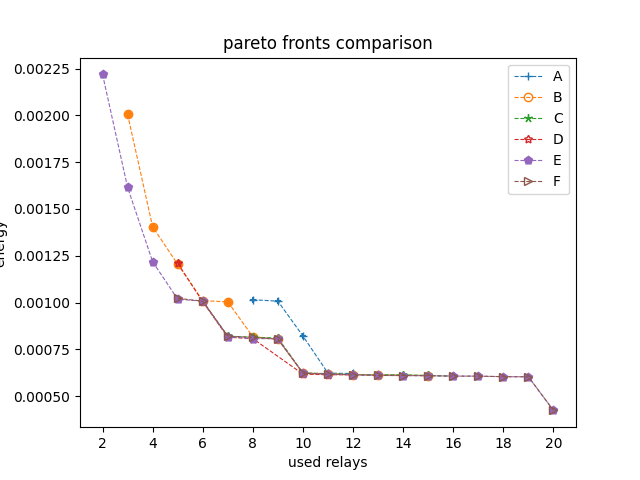 pareto fronts comparison
0.00225
0.00200
0.00175
0.00150
0.00125
0.00100
0.00075
0.00050
energy
A
B
C
D
E
F
2 4 6 8 10 12 14 16 18 20
used relays